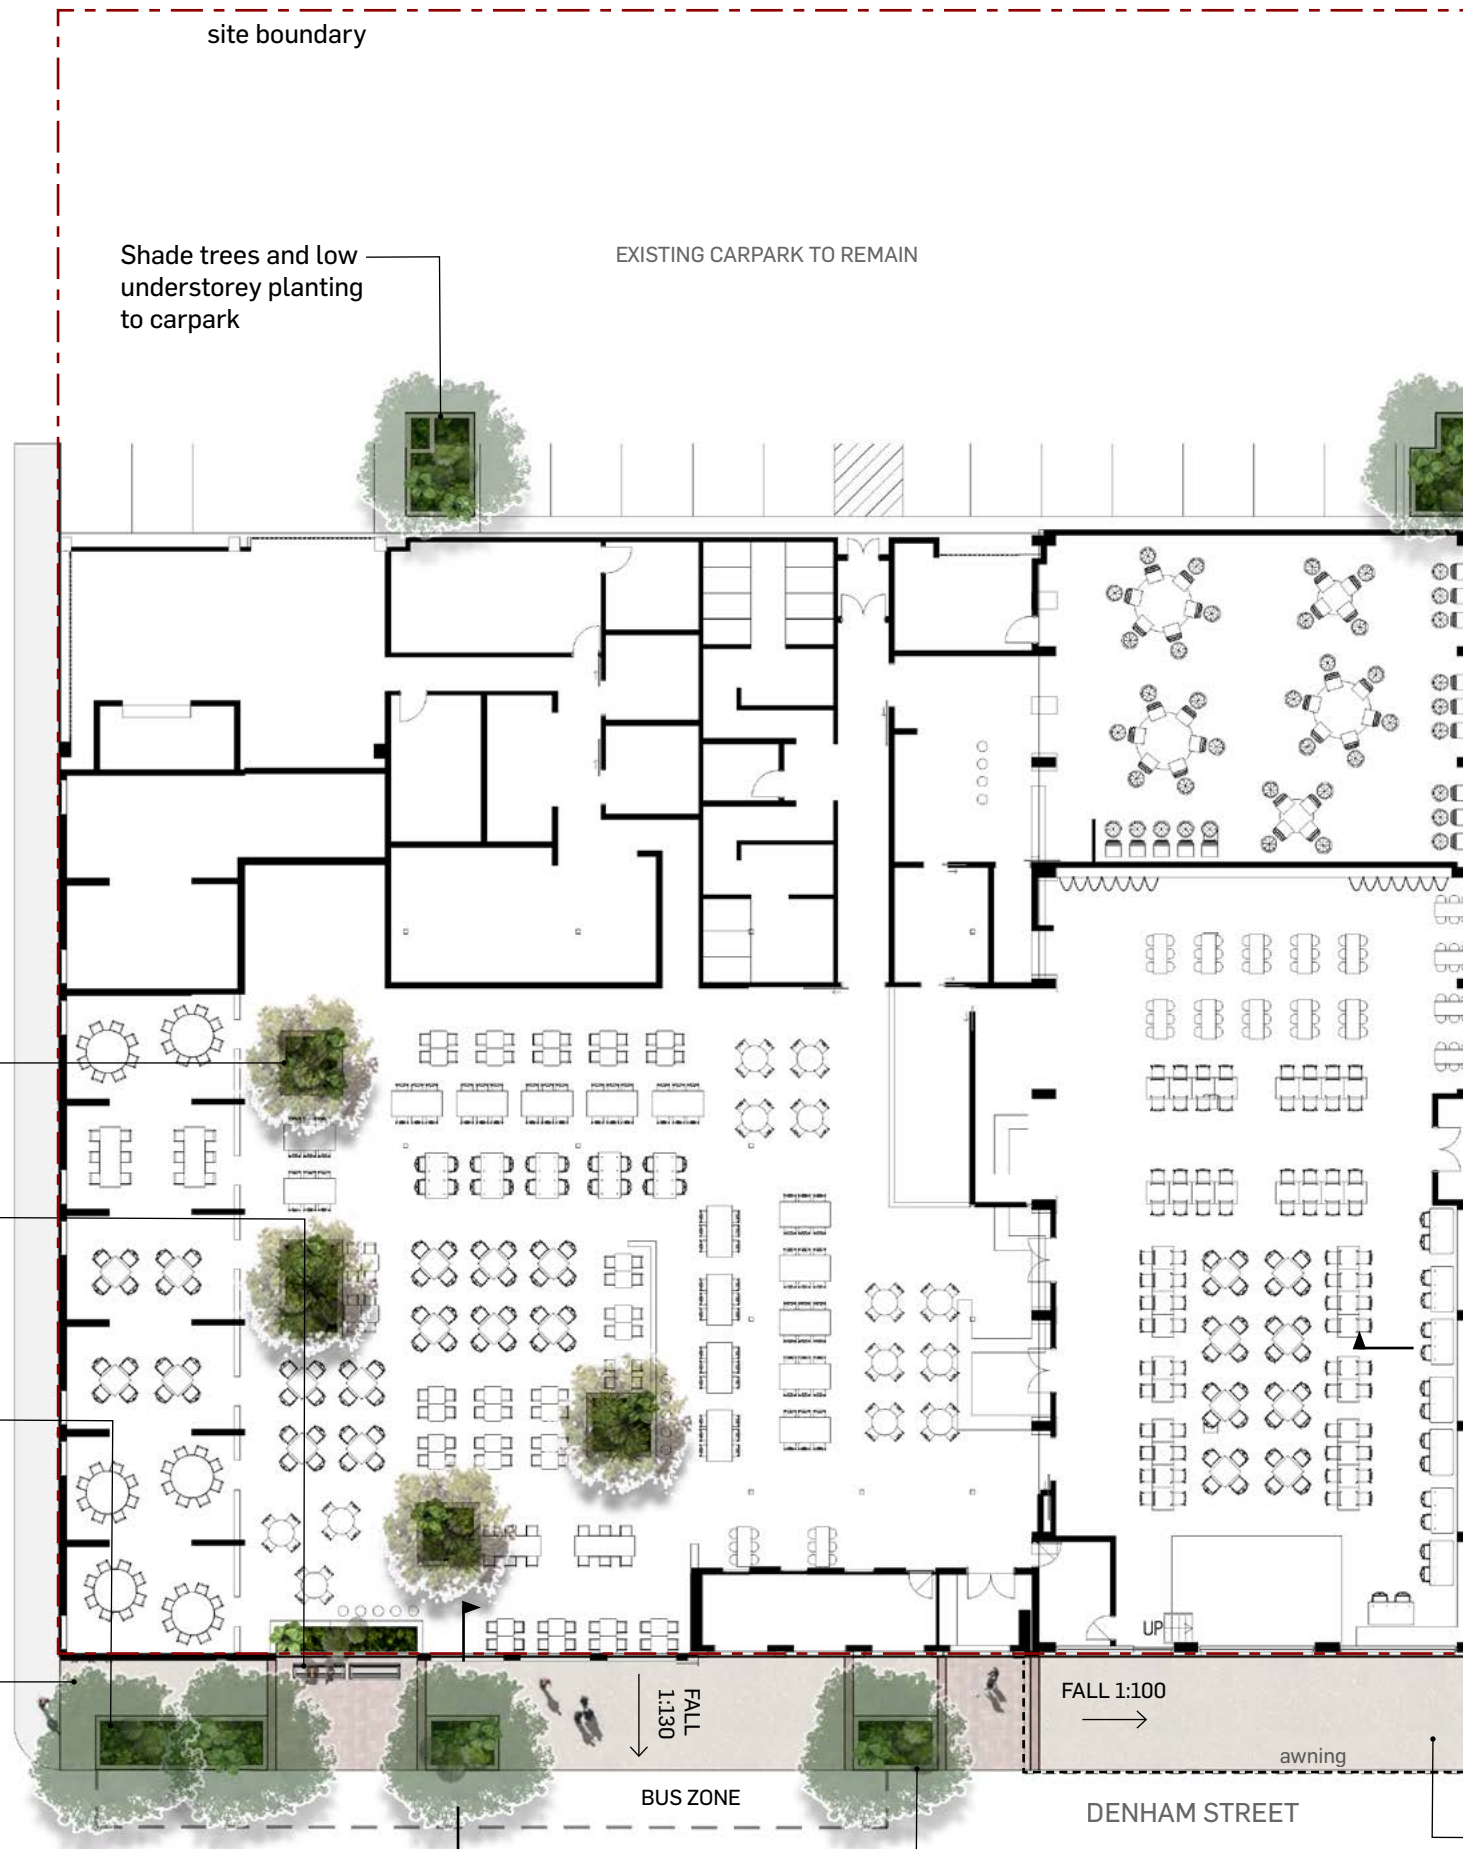 site boundary
Shade trees and low
understorey planting
to carpark
EXISTING CARPARK TO REMAIN
UP
FALL
1:130
FALL 1:100
awning
BUS ZONE
DENHAM STREET